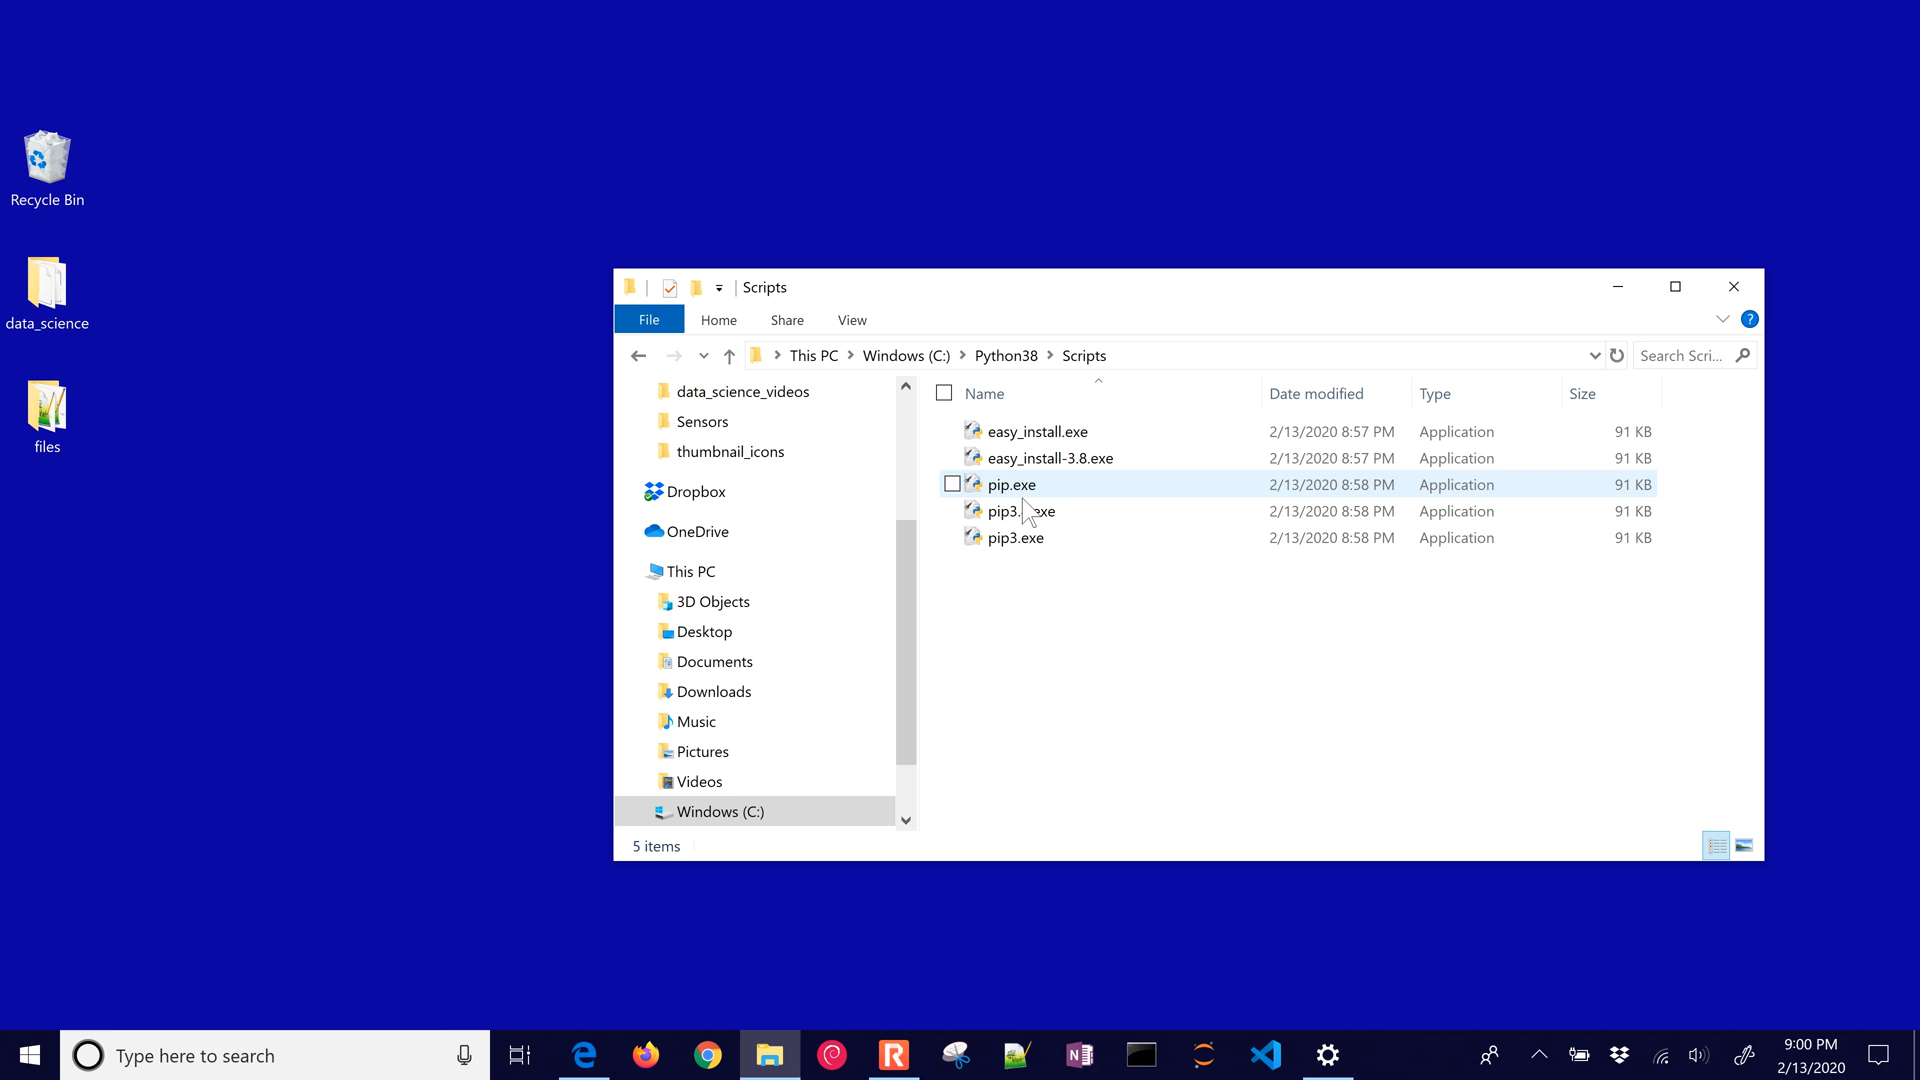 Recycle Bin
data_science
files
Scripts
File Home Share View
This PC Windows (C:) Python38 Scripts
Search Scri...
data_science_videos
Sensors
thumbnail_icons
Dropbox
OneDrive
This PC
3D Objects
Desktop
Documents
Downloads
Music
Pictures
Videos
Windows (C:)
Name Date modified Type Size
easy_install.exe 2/13/2020 8:57 PM Application 91 KB
easy_install-3.8.exe 2/13/2020 8:57 PM Application 91 KB
pip.exe 2/13/2020 8:58 PM Application 91 KB
2/13/2020 8:58 PM Application 91 KB
pip3.exe 2/13/2020 8:58 PM Application 91 KB
5 items
Type here to search
9:00 PM
2/13/2020